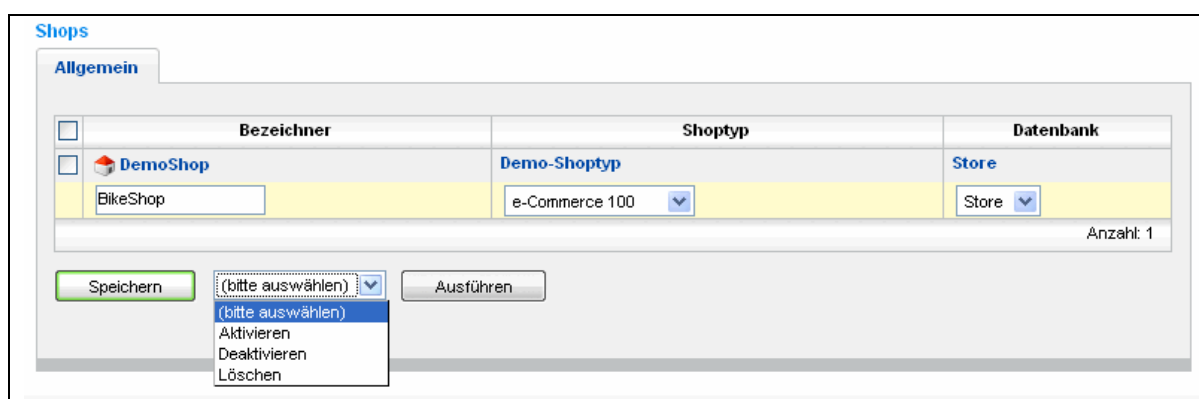 Shops
Allgemein
Bezeichner Shoptyp Datenbank
DemoShop Demo-Shoptyp Store
BikeShop e-Commerce 100 Store
Anzahl: 1
Speichern (bitte auswählen) Ausführen
(bitte auswählen)
Aktivieren
Deaktivieren
Löschen